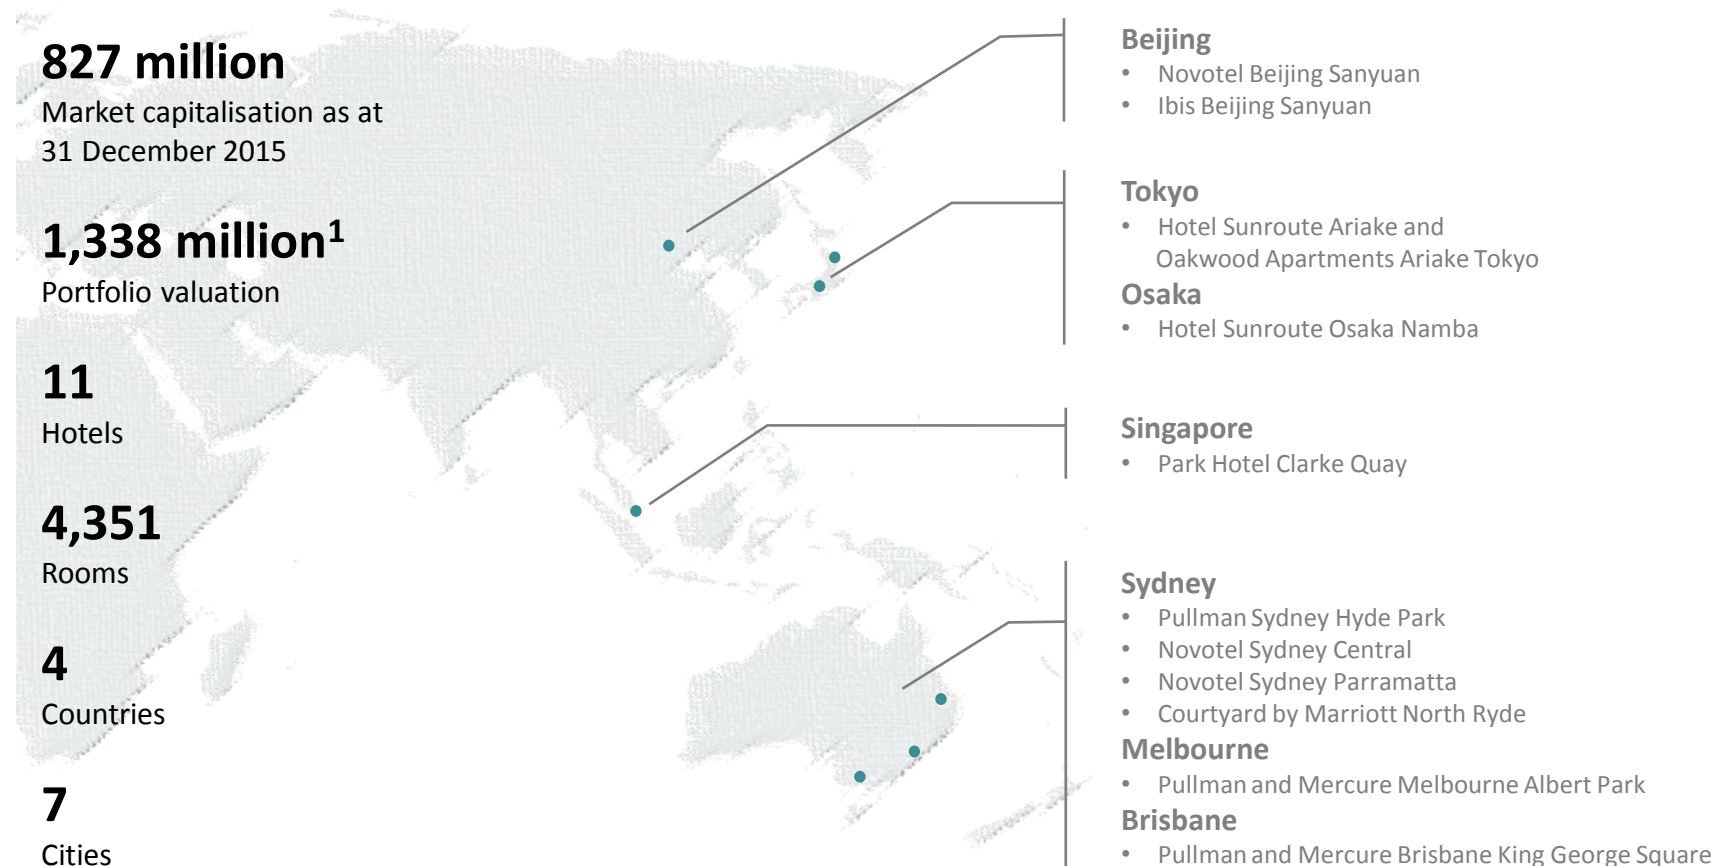 827 million
Market capitalisation as at
31 December 2015
1,338 million¹
Portfolio valuation
11
Hotels
4,351
Rooms
4
Countries
7
Cities
Beijing
• Novotel Beijing Sanyuan
• Ibis Beijing Sanyuan
Tokyo
• Hotel Sunroute Ariake and
Oakwood Apartments Ariake Tokyo
Osaka
• Hotel Sunroute Osaka Namba
Singapore
• Park Hotel Clarke Quay
Sydney
• Pullman Sydney Hyde Park
• Novotel Sydney Central
• Novotel Sydney Parramatta
• Courtyard by Marriott North Ryde
Melbourne
• Pullman and Mercure Melbourne Albert Park
Brisbane
• Pullman and Mercure Brisbane King George Square